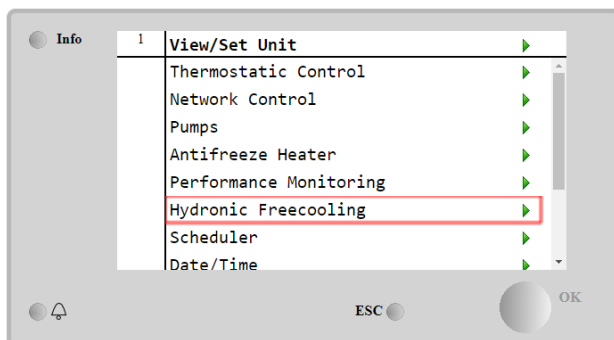 Info
1 View/Set Unit
Thermostatic Control
Network Control
Pumps
Antifreeze Heater
Performance Monitoring
Hydronic Freecooling
Scheduler
Date/Time
ESC
OK